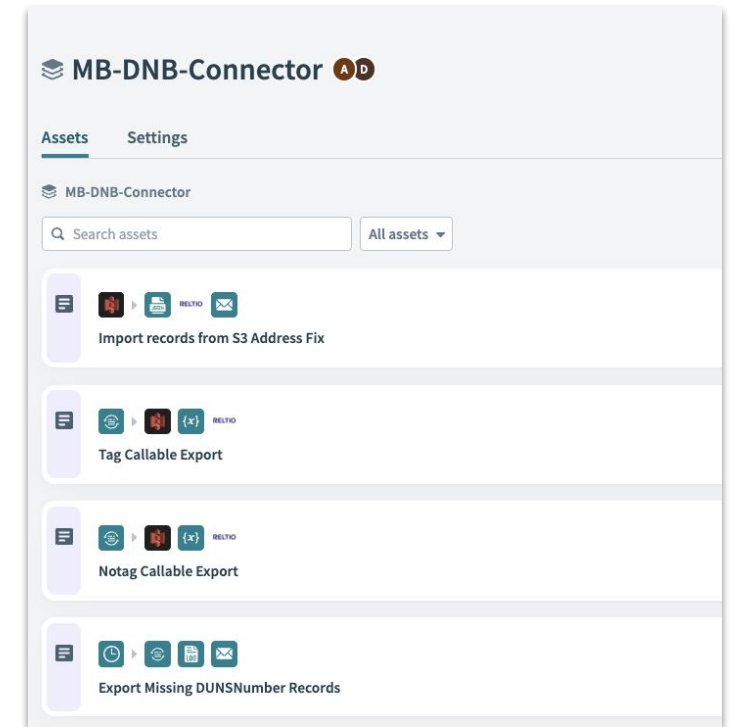 MB-DNB-Connector A D
Assets Settings
MB-DNB-Connector
Search assets All assets
RELTIO
Import records from S3 Address Fix
{x} RELTIO
Tag Callable Export
{x} RELTIO
Notag Callable Export
Export Missing DUNSNumber Records